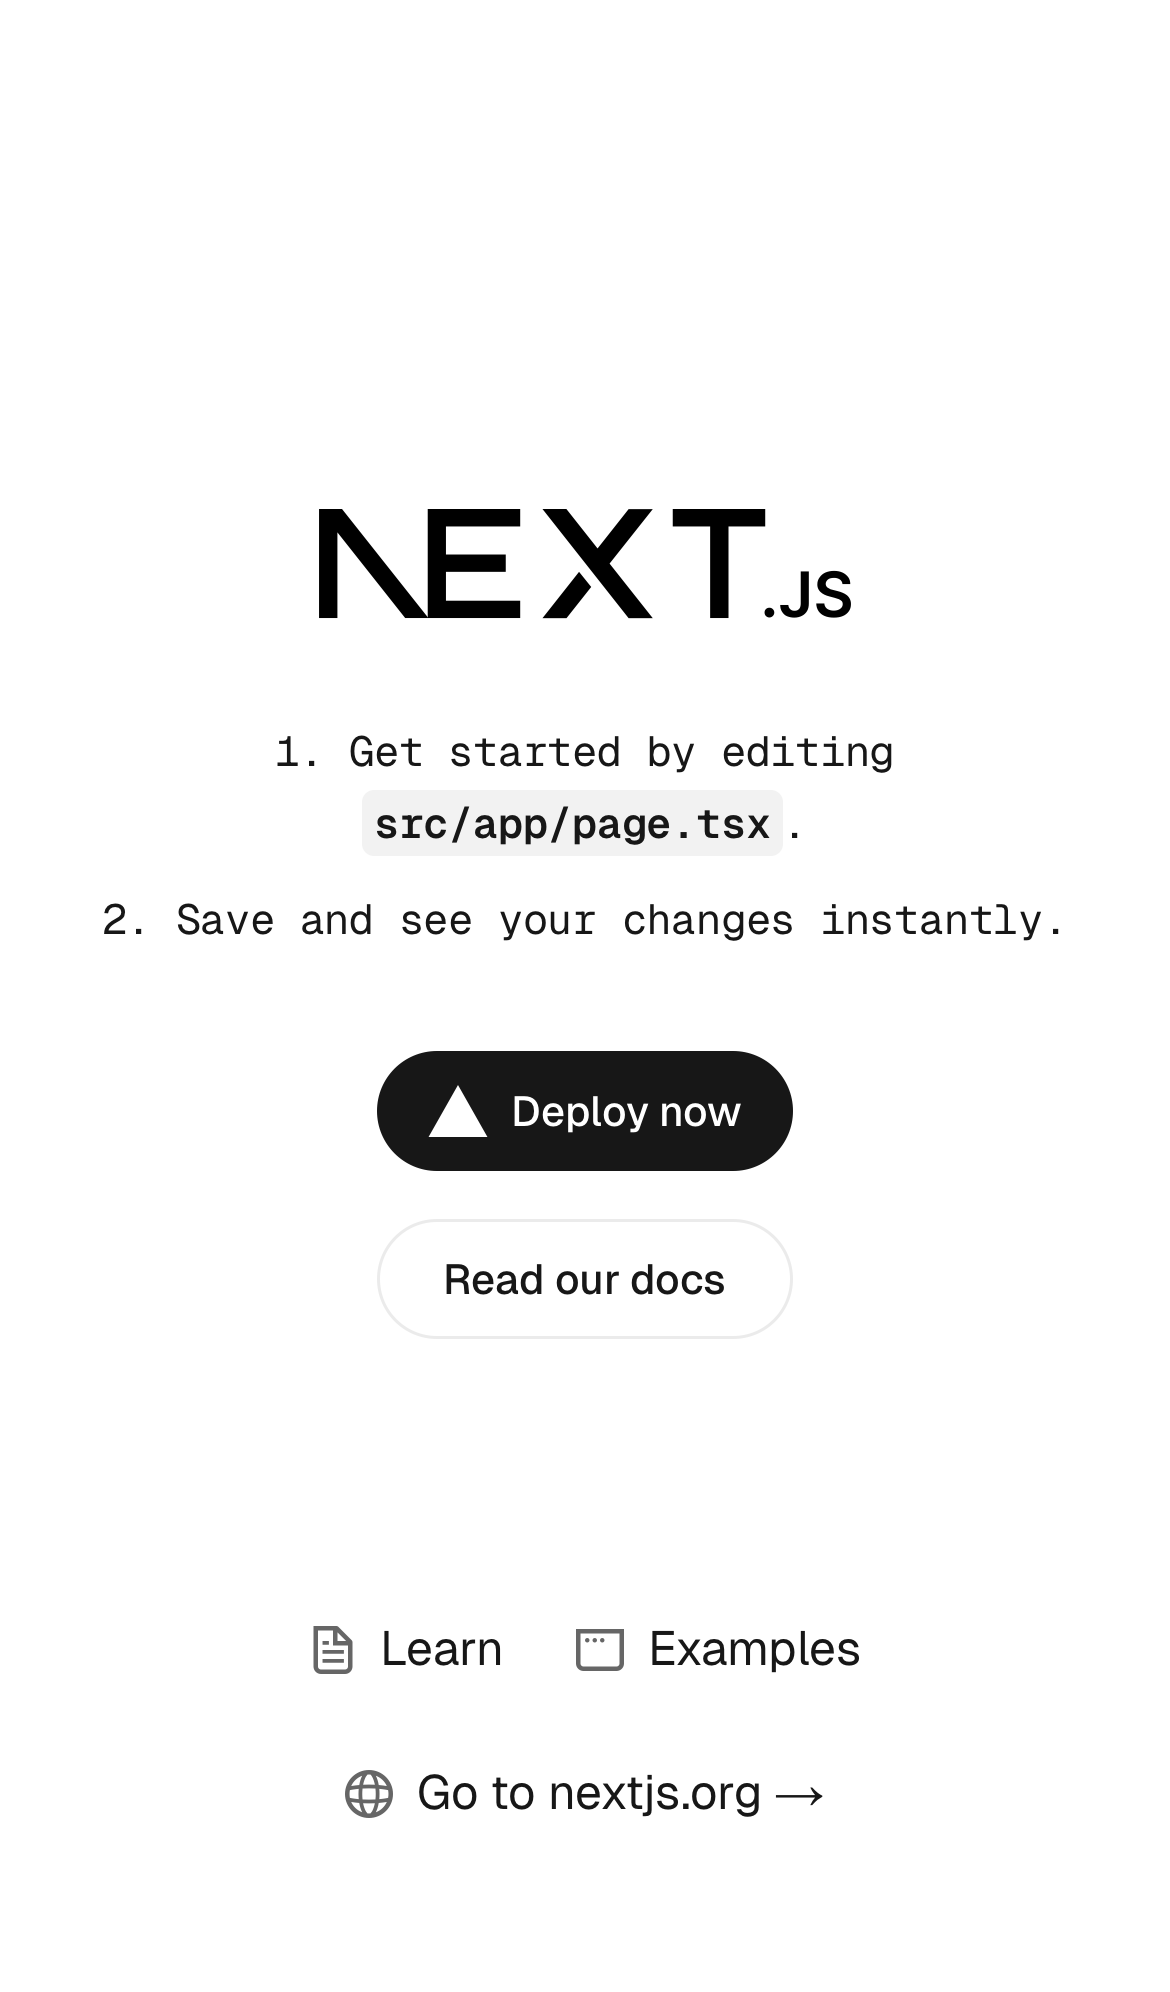 NEXT.JS
1. Get started by editing
src/app/page.tsx.
2. Save and see your changes instantly.
Deploy now
Read our docs
Learn Examples
Go to nextjs.org →